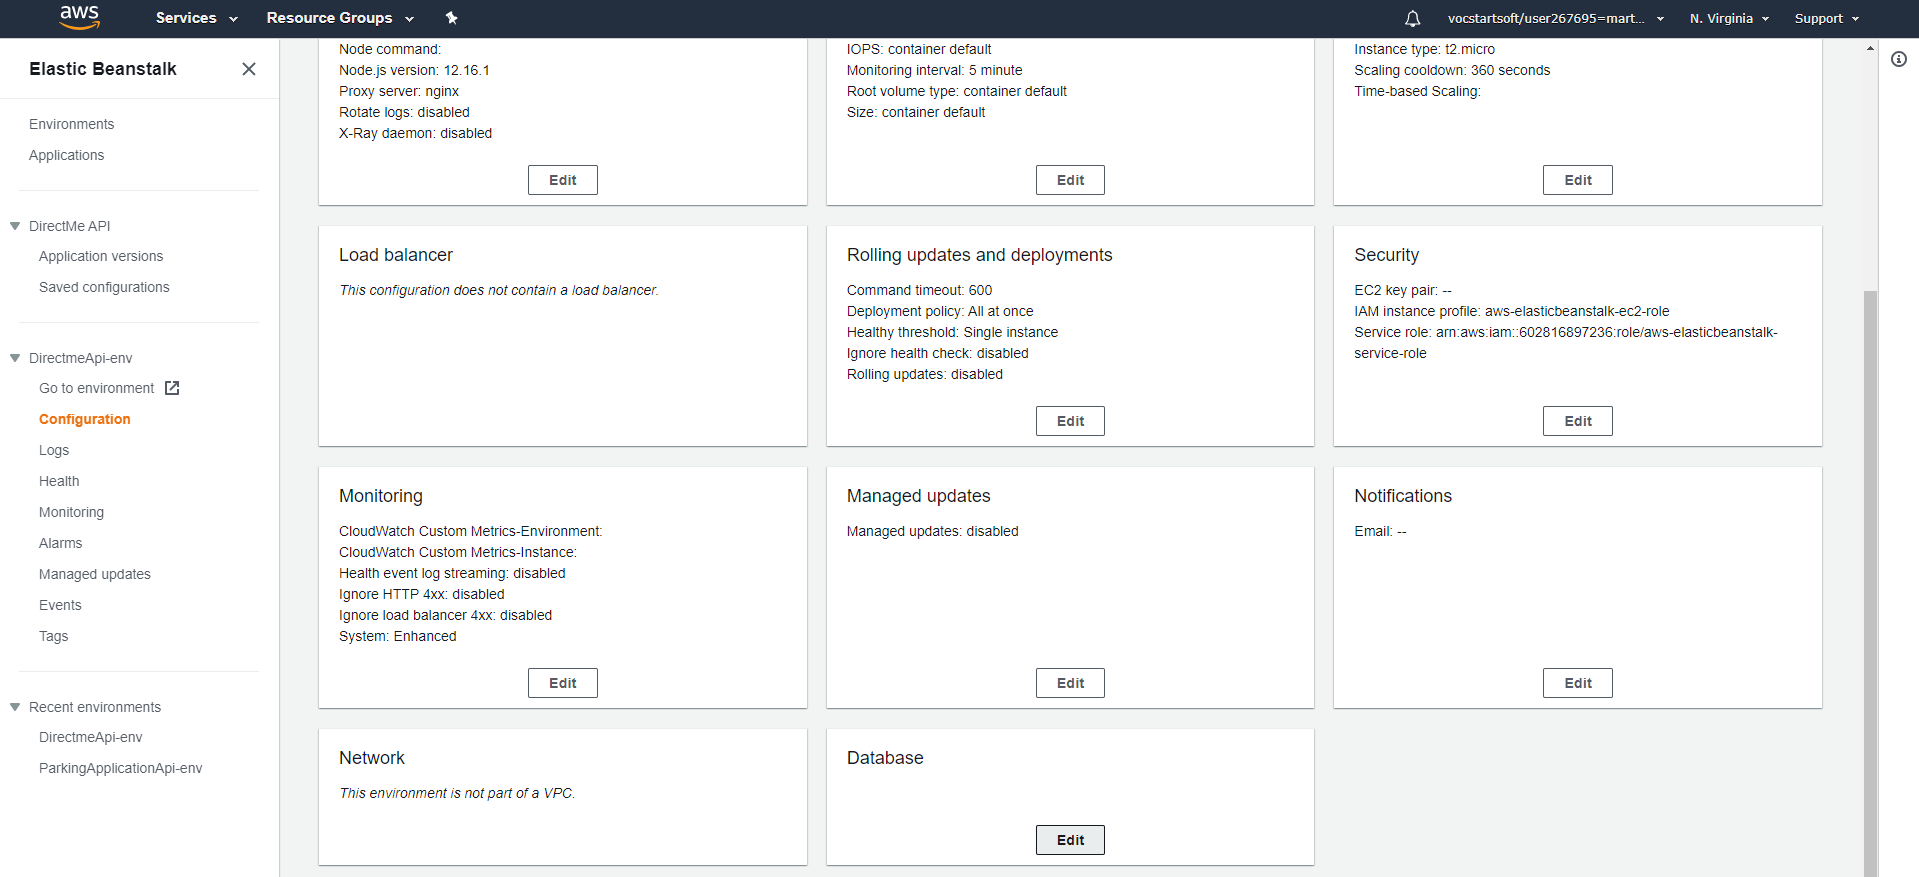 aws
Services
Resource Groups
vocstartsoft/user267695=mart...
N. Virginia
Support
Elastic Beanstalk
Environments
Applications
DirectMe API
Application versions
Saved configurations
DirectmeApi-env
Go to environment
Configuration
Logs
Health
Monitoring
Alarms
Managed updates
Events
Tags
Recent environments
DirectmeApi-env
ParkingApplicationApi-env
Node command:
Node.js version: 12.16.1
Proxy server: nginx
Rotate logs: disabled
X-Ray daemon: disabled
Edit
IOPS: container default
Monitoring interval: 5 minute
Root volume type: container default
Size: container default
Edit
Instance type: t2.micro
Scaling cooldown: 360 seconds
Time-based Scaling:
Edit
Load balancer
This configuration does not contain a load balancer.
Rolling updates and deployments
Command timeout: 600
Deployment policy: All at once
Healthy threshold: Single instance
Ignore health check: disabled
Rolling updates: disabled
Edit
Security
EC2 key pair: --
IAM instance profile: aws-elasticbeanstalk-ec2-role
Service role: arn:aws:iam::602816897236:role/aws-elasticbeanstalk-
service-role
Edit
Monitoring
CloudWatch Custom Metrics-Environment:
CloudWatch Custom Metrics-Instance:
Health event log streaming: disabled
Ignore HTTP 4xx: disabled
Ignore load balancer 4xx: disabled
System: Enhanced
Edit
Managed updates
Managed updates: disabled
Edit
Notifications
Email: --
Edit
Network
This environment is not part of a VPC.
Database
Edit